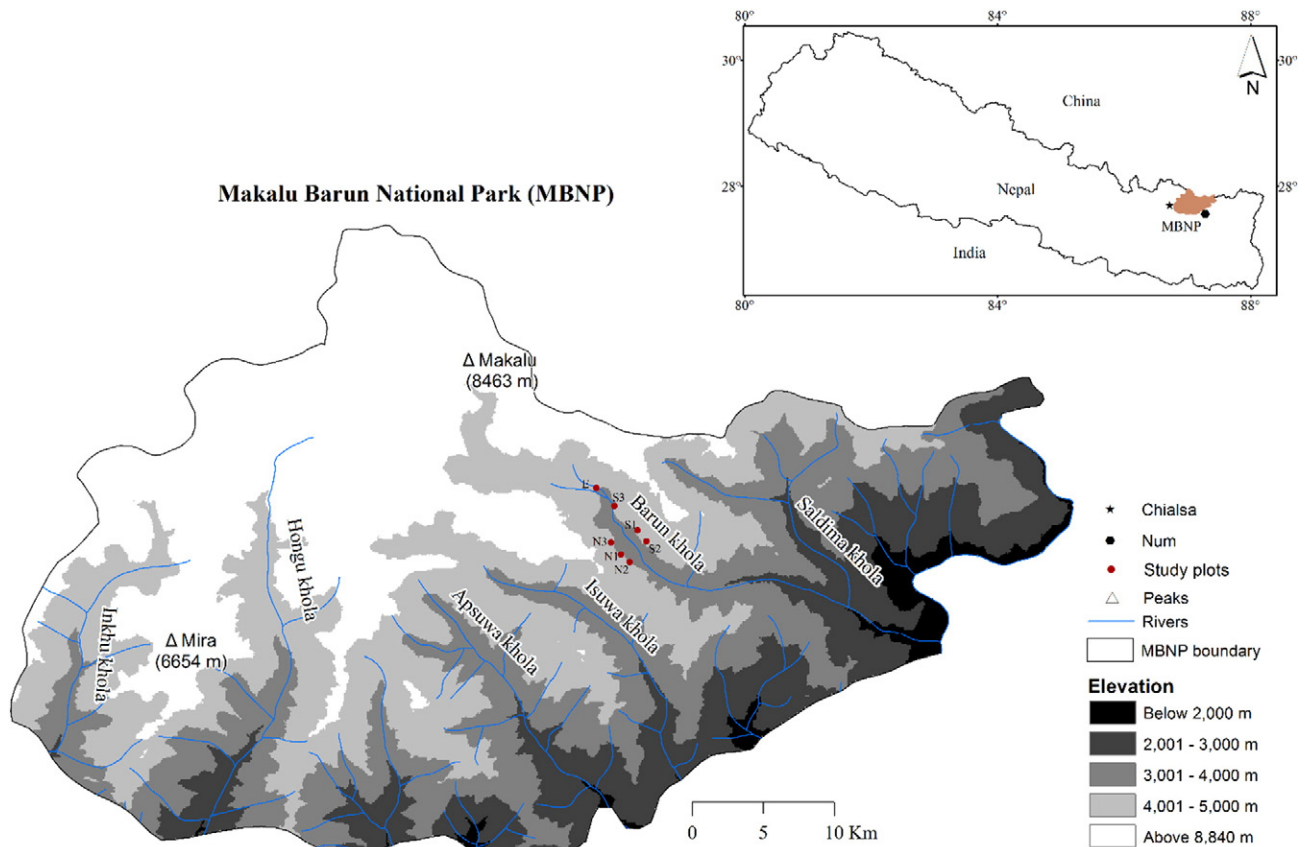 80°
84°
88°
30°
30°
China
N
Makalu Barun National Park (MBNP)
28°
28°
Nepal
MBNP
India
80°
84°
88°
Δ Makalu
(8463 m)
S3
Barun khola
S1
S2
N3
N1
N2
Saldima khola
Hongu khola
Isuwa khola
Apsuwa khola
Inkhu khola
Δ Mira
(6654 m)
Chialsa
Num
Study plots
Peaks
Rivers
MBNP boundary
Elevation
Below 2,000 m
2,001 - 3,000 m
3,001 - 4,000 m
4,001 - 5,000 m
Above 8,840 m
0 5 10 Km